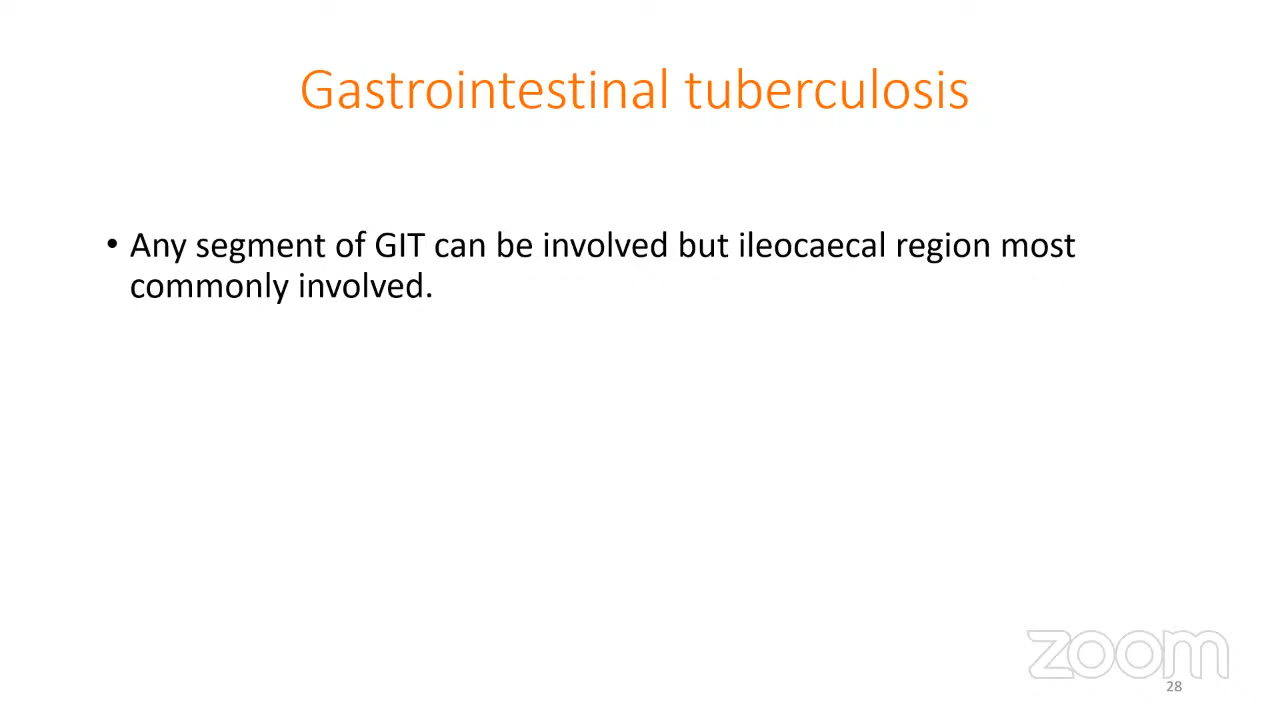 Gastrointestinal tuberculosis
• Any segment of GIT can be involved but ileocaecal region most
commonly involved.
zoom
28